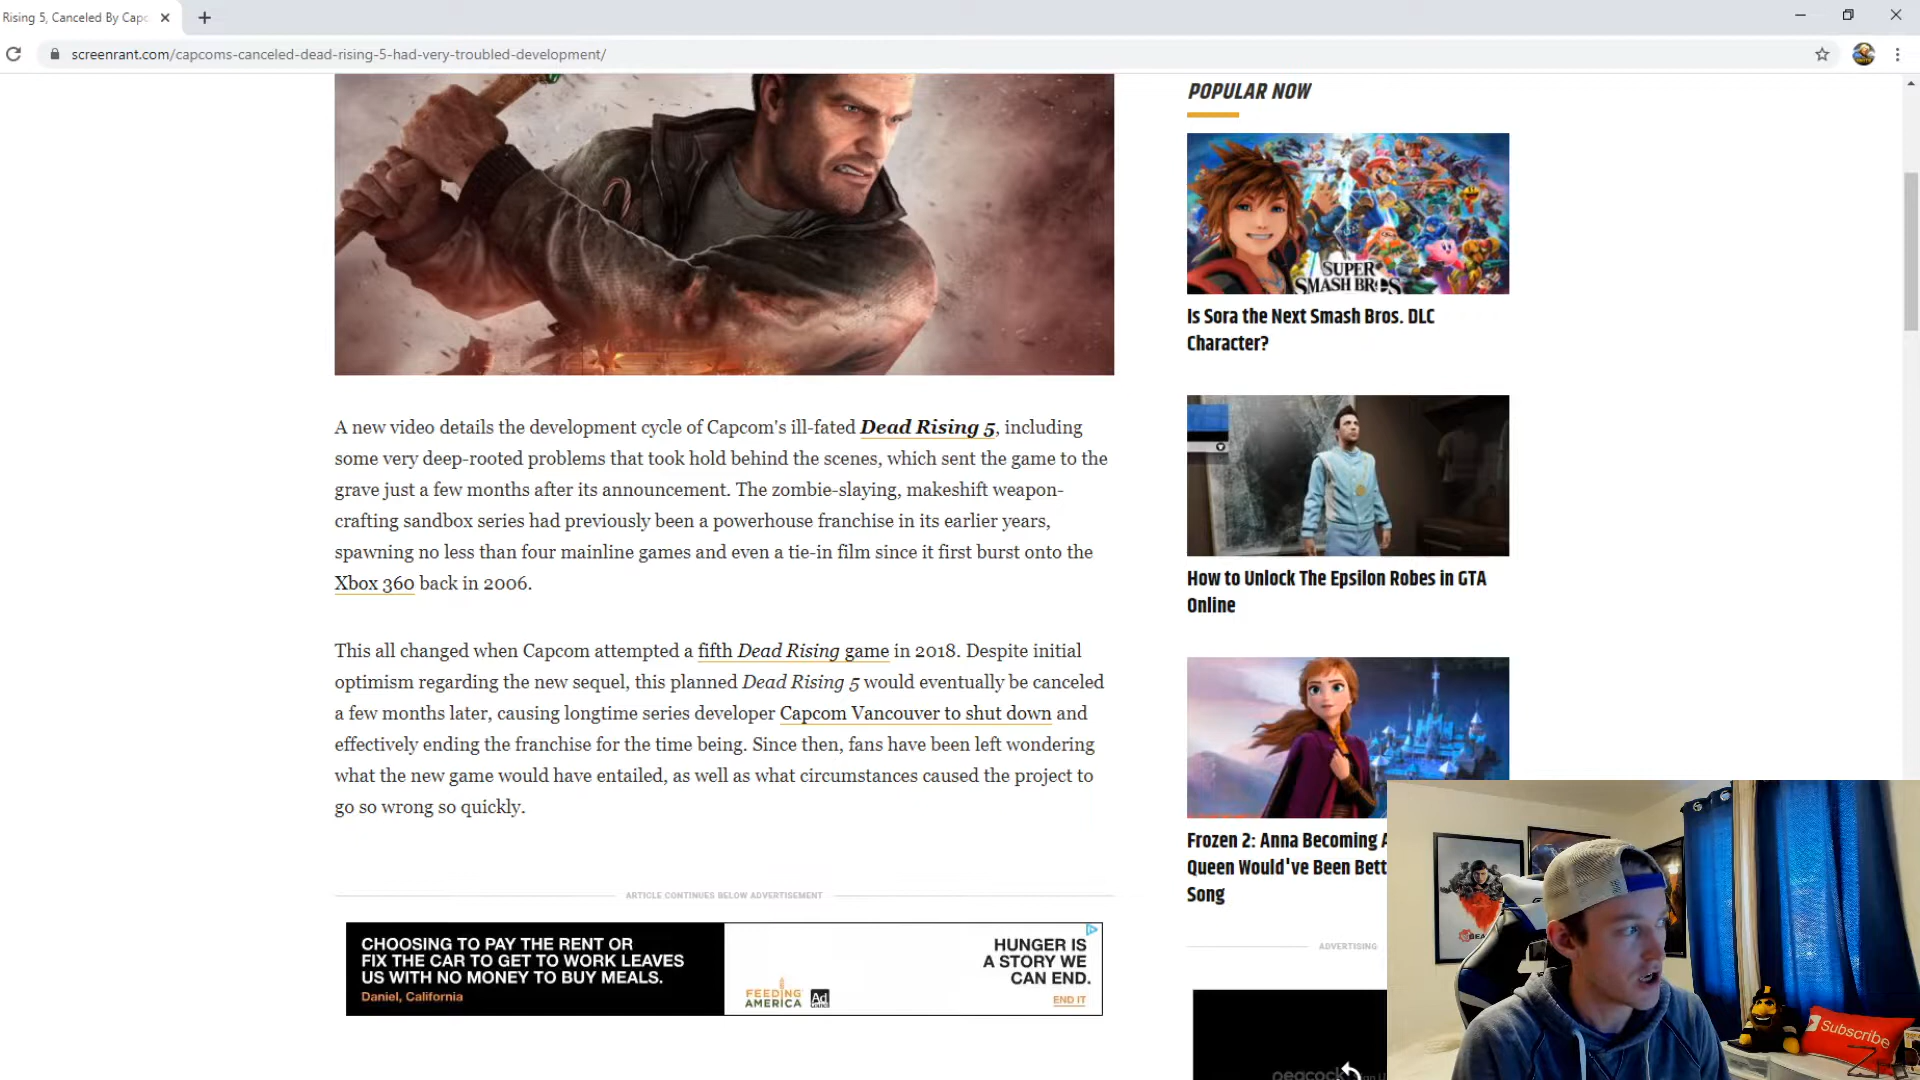 Rising 5, Canceled By Capc
screenrant.com/capcoms-canceled-dead-rising-5-had-very-troubled-development/
POPULAR NOW
SUPER
SMASH BROS
Is Sora the Next Smash Bros. DLC
Character?
A new video details the development cycle of Capcom's ill-fated Dead Rising 5, including
some very deep-rooted problems that took hold behind the scenes, which sent the game to the
grave just a few months after its announcement. The zombie-slaying, makeshift weapon-
crafting sandbox series had previously been a powerhouse franchise in its earlier years,
spawning no less than four mainline games and even a tie-in film since it first burst onto the
Xbox 360 back in 2006.
How to Unlock The Epsilon Robes in GTA
Online
This all changed when Capcom attempted a fifth Dead Rising game in 2018. Despite initial
optimism regarding the new sequel, this planned Dead Rising 5 would eventually be canceled
a few months later, causing longtime series developer Capcom Vancouver to shut down and
effectively ending the franchise for the time being. Since then, fans have been left wondering
what the new game would have entailed, as well as what circumstances caused the project to
go so wrong so quickly.
Frozen 2: Anna Becoming A
Queen Would've Been Bett
Song
ARTICLE CONTINUES BELOW ADVERTISEMENT
ADVERTISING
CHOOSING TO PAY THE RENT OR
FIX THE CAR TO GET TO WORK LEAVES
US WITH NO MONEY TO BUY MEALS.
Daniel, California
FEEDING
AMERICA
Ad
HUNGER IS
A STORY WE
CAN END.
END IT
peacock
Subscribe